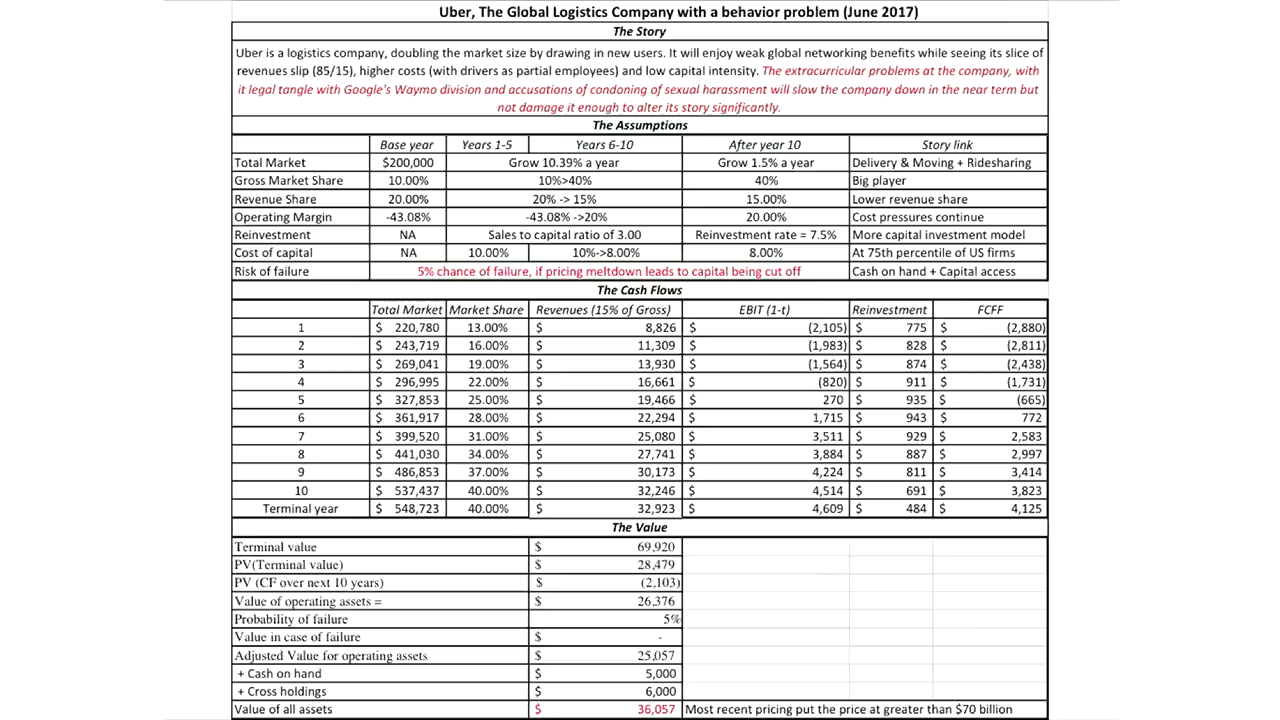 Uber, The Global Logistics Company with a behavior problem (June 2017)
The Story
Uber is a logistics company, doubling the market size by drawing in new users. It will enjoy weak global networking benefits while seeing its slice of
revenues slip (85/15), higher costs (with drivers as partial employees) and low capital intensity. The extracurricular problems at the company, with
it legal tangle with Google's Waymo division and accusations of condoning of sexual harassment will slow the company down in the near term but
not damage it enough to alter its story significantly.
The Assumptions
Base year Years 1-5 Years 6-10 After year 10 Story link
Total Market $200,000 Grow 10.39% a year Grow 1.5% a year Delivery & Moving + Ridesharing
Gross Market Share 10.00% 10%>40% 40% Big player
Revenue Share 20.00% 20% -> 15% 15.00% Lower revenue share
Operating Margin -43.08% -43.08% ->20% 20.00% Cost pressures continue
Reinvestment NA Sales to capital ratio of 3.00 Reinvestment rate = 7.5% More capital investment model
Cost of capital NA 10.00% 10%->8.00% 8.00% At 75th percentile of US firms
Risk of failure 5% chance of failure, if pricing meltdown leads to capital being cut off Cash on hand + Capital access
The Cash Flows
Total Market Market Share Revenues (15% of Gross) EBIT (1-t) Reinvestment FCFF
1 $ 220,780 13.00% $ 8,826 $ (2,105) $ 775 $ (2,880)
2 $ 243,719 16.00% $ 11,309 $ (1,983) $ 828 $ (2,811)
3 $ 269,041 19.00% $ 13,930 $ (1,564) $ 874 $ (2,438)
4 $ 296,995 22.00% $ 16,661 $ (820) $ 911 $ (1,731)
5 $ 327,853 25.00% $ 19,466 $ 270 $ 935 $ (665)
6 $ 361,917 28.00% $ 22,294 $ 1,715 $ 943 $ 772
7 $ 399,520 31.00% $ 25,080 $ 3,511 $ 929 $ 2,583
8 $ 441,030 34.00% $ 27,741 $ 3,884 $ 887 $ 2,997
9 $ 486,853 37.00% $ 30,173 $ 4,224 $ 811 $ 3,414
10 $ 537,437 40.00% $ 32,246 $ 4,514 $ 691 $ 3,823
Terminal year $ 548,723 40.00% $ 32,923 $ 4,609 $ 484 $ 4,125
The Value
Terminal value $ 69,920
PV(Terminal value) $ 28,479
PV (CF over next 10 years) $ (2,103)
Value of operating assets = $ 26,376
Probability of failure 5%
Value in case of failure $ -
Adjusted Value for operating assets $ 25,057
+ Cash on hand $ 5,000
+ Cross holdings $ 6,000
Value of all assets $ 36,057 Most recent pricing put the price at greater than $70 billion